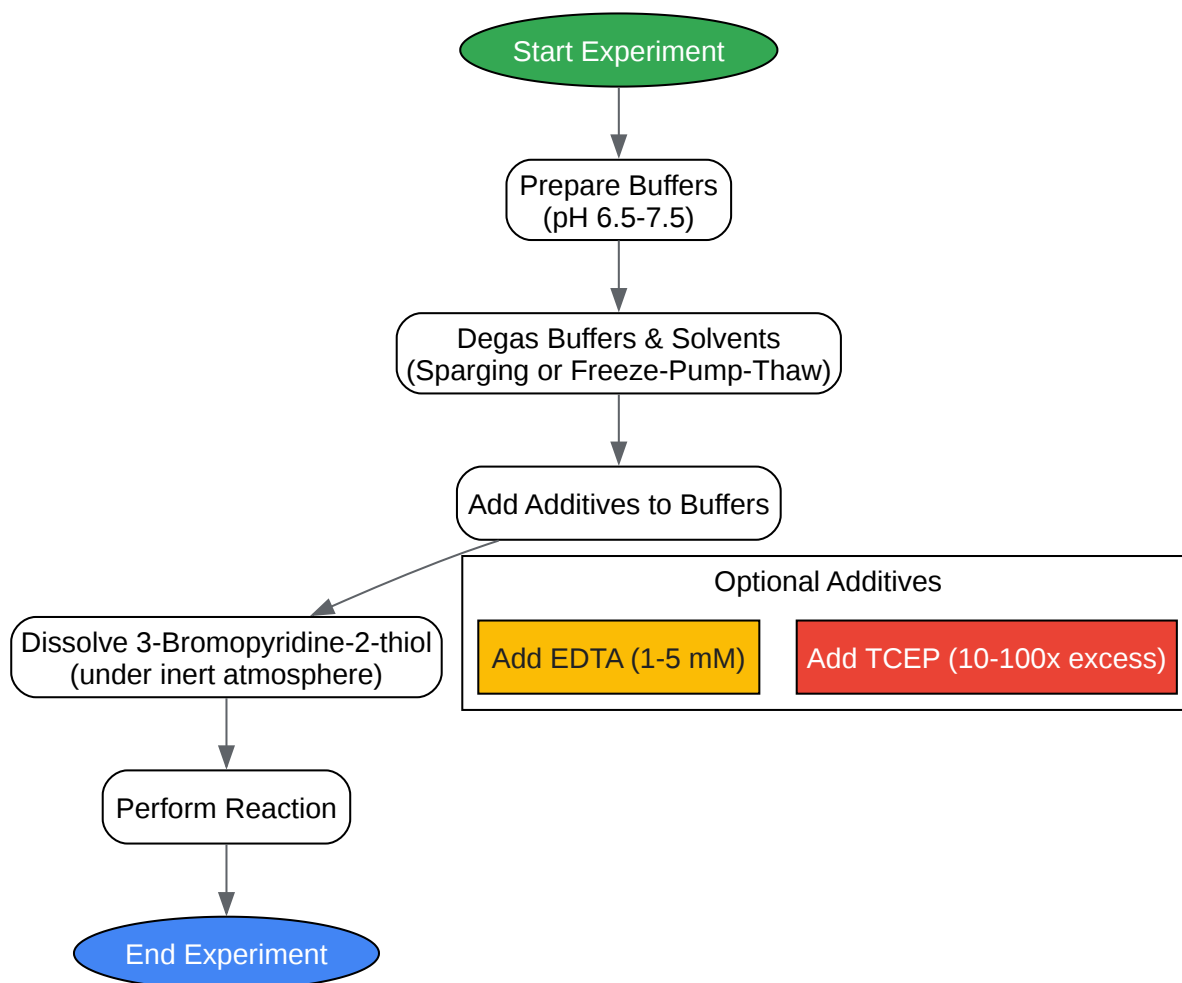 Start Experiment
Prepare Buffers
(pH 6.5-7.5)
Degas Buffers & Solvents
(Sparging or Freeze-Pump-Thaw)
Add Additives to Buffers
Optional Additives
Dissolve 3-Bromopyridine-2-thiol
(under inert atmosphere)
Add EDTA (1-5 mM)
Add TCEP (10-100x excess)
Perform Reaction
End Experiment